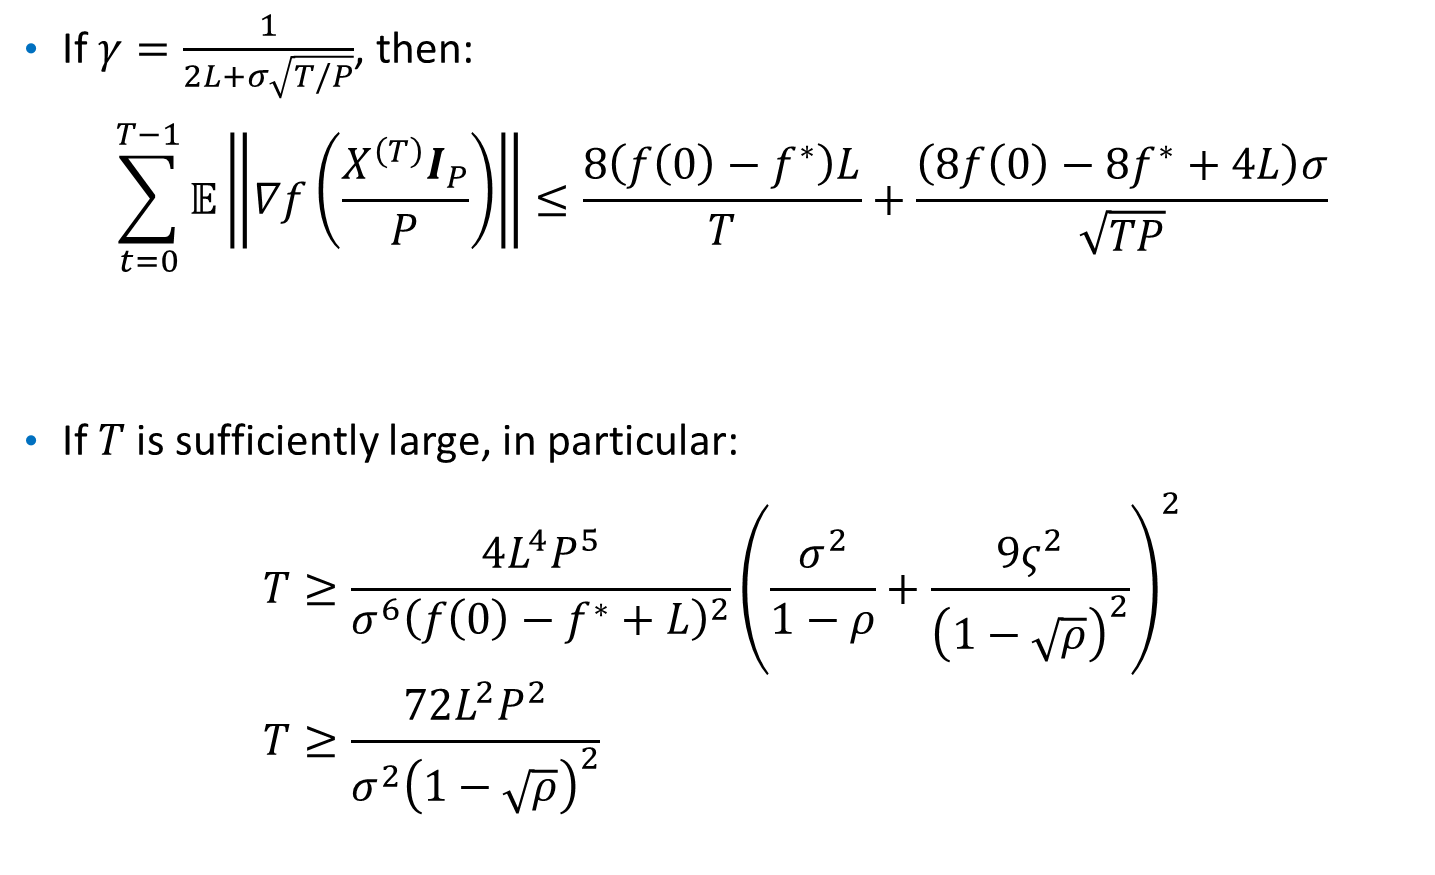 • If γ = 1/(2L+σ√(T/P)), then:
∑_{t=0}^{T−1} 𝔼‖∇f(X^{(T)}𝑰_P / P)‖ ≤ 8(f(0) − f*)L / T + (8f(0) − 8f* + 4L)σ / √(TP)
• If T is sufficiently large, in particular:
T ≥ 4L⁴P⁵ / (σ⁶(f(0) − f* + L)²) (σ² / (1 − ρ) + 9ς² / (1 − √ρ)²)²
T ≥ 72L²P² / (σ²(1 − √ρ)²)